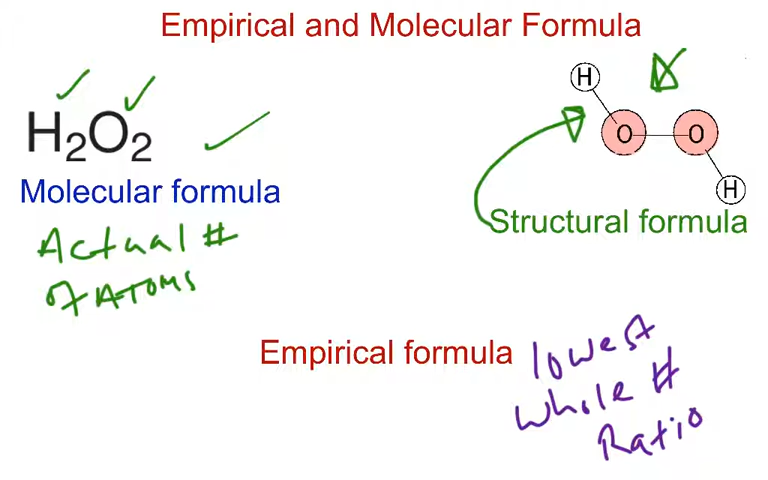 Empirical and Molecular Formula
H₂O₂
Molecular formula
Actual #
of ATOMS
H
O O
H
Structural formula
Empirical formula
lowest
whole #
Ratio